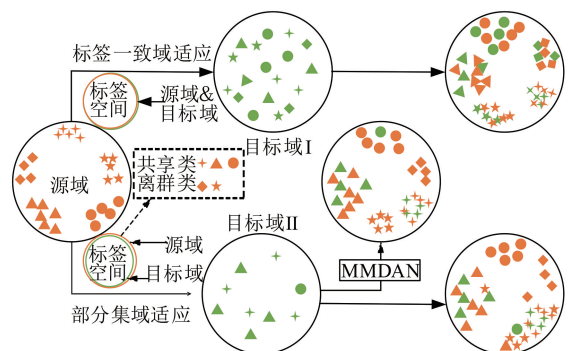 标签一致域适应
标签
空间
源域&
目标域
目标域I
源域
共享类
离群类
目标域II
标签
空间
源域
目标域
MMDAN
部分集域适应